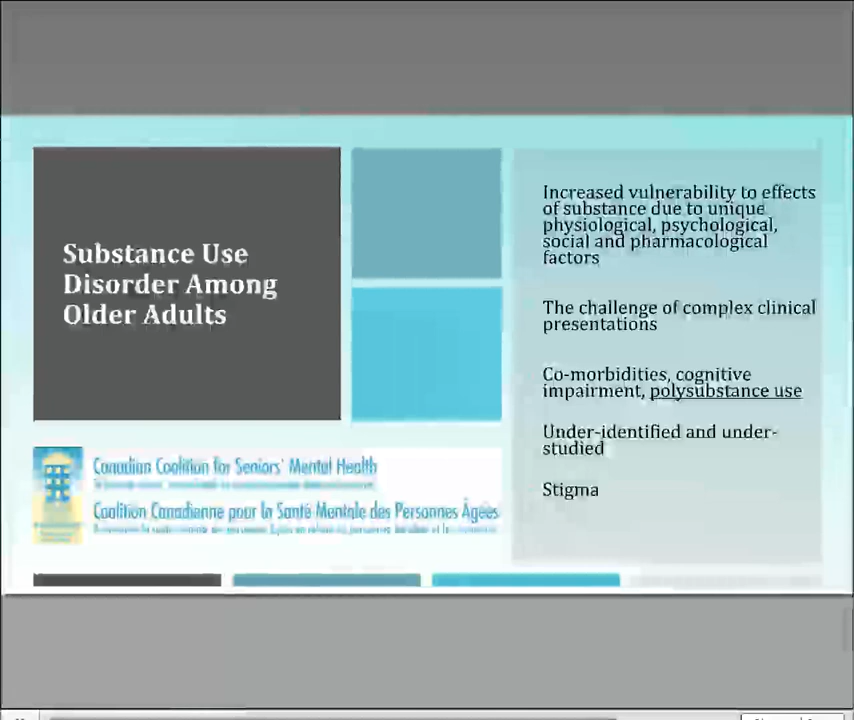 Substance Use
Disorder Among
Older Adults
Increased vulnerability to effects
of substance due to unique
physiological, psychological,
social and pharmacological
factors
The challenge of complex clinical
presentations
Co-morbidities, cognitive
impairment, polysubstance use
Under-identified and under-
studied
Stigma
Canadian Coalition for Seniors' Mental Health
Coalition Canadienne pour la Santé Mentale des Personnes Âgées